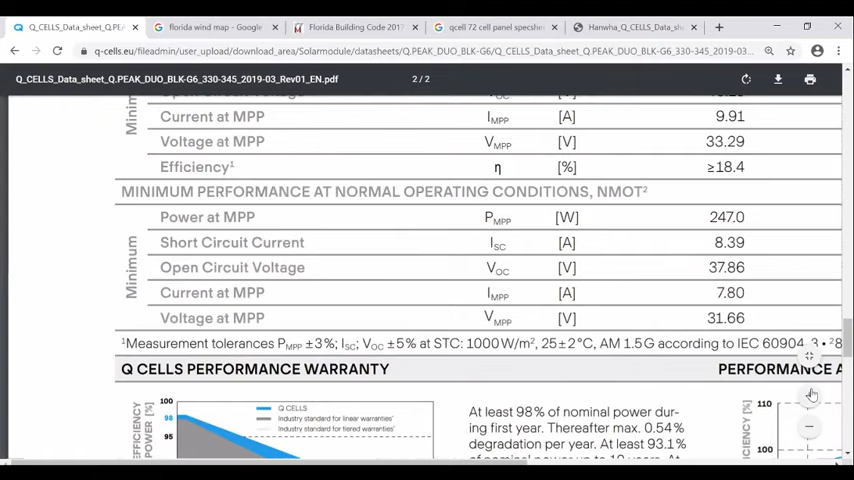 Q_CELLS_Data_sheet_Q.PEAK_DUO
florida wind map - Google
Florida Building Code 2017
qcell 72 cell panel specshe
Hanwha_Q_CELLS_Data_sh
q-cells.eu/fileadmin/user_upload/download_area/Solarmodule/datasheets/Q.PEAK_DUO-BLK-G6/Q_CELLS_Data_sheet_Q.PEAK_DUO_BLK-G6_330-345_2019-03...
Q_CELLS_Data_sheet_Q.PEAK_DUO_BLK-G6_330-345_2019-03_Rev01_EN.pdf 2 / 2
Current at MPP IMPP [A] 9.91
Voltage at MPP VMPP [V] 33.29
Efficiency¹ η [%] ≥18.4
MINIMUM PERFORMANCE AT NORMAL OPERATING CONDITIONS, NMOT²
Minimum
Power at MPP PMPP [W] 247.0
Short Circuit Current ISC [A] 8.39
Open Circuit Voltage VOC [V] 37.86
Current at MPP IMPP [A] 7.80
Voltage at MPP VMPP [V] 31.66
¹Measurement tolerances PMPP ±3%; ISC; VOC ±5% at STC: 1000W/m², 25±2°C, AM 1.5G according to IEC 60904-3 • ²8
Q CELLS PERFORMANCE WARRANTY
PERFORMANCE A
100
98
95
Q CELLS
Industry standard for linear warranties*
Industry standard for tiered warranties*
At least 98% of nominal power dur-
ing first year. Thereafter max. 0.54%
degradation per year. At least 93.1%
110
100